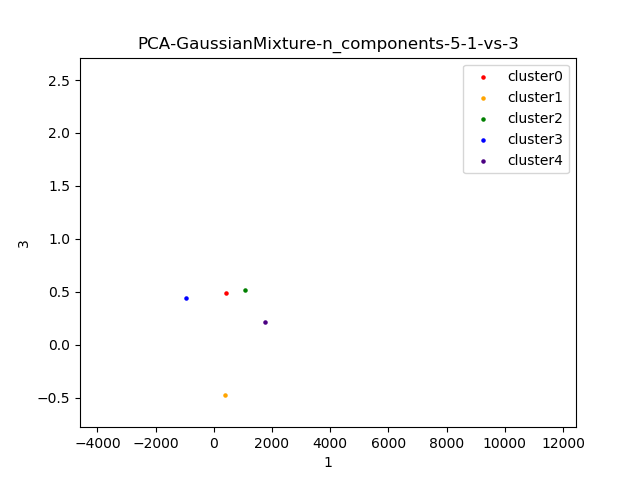 PCA-GaussianMixture-n_components-5-1-vs-3
cluster0
cluster1
cluster2
cluster3
cluster4
2.5
2.0
1.5
1.0
0.5
0.0
−0.5
3
−4000 −2000 0 2000 4000 6000 8000 10000 12000
1